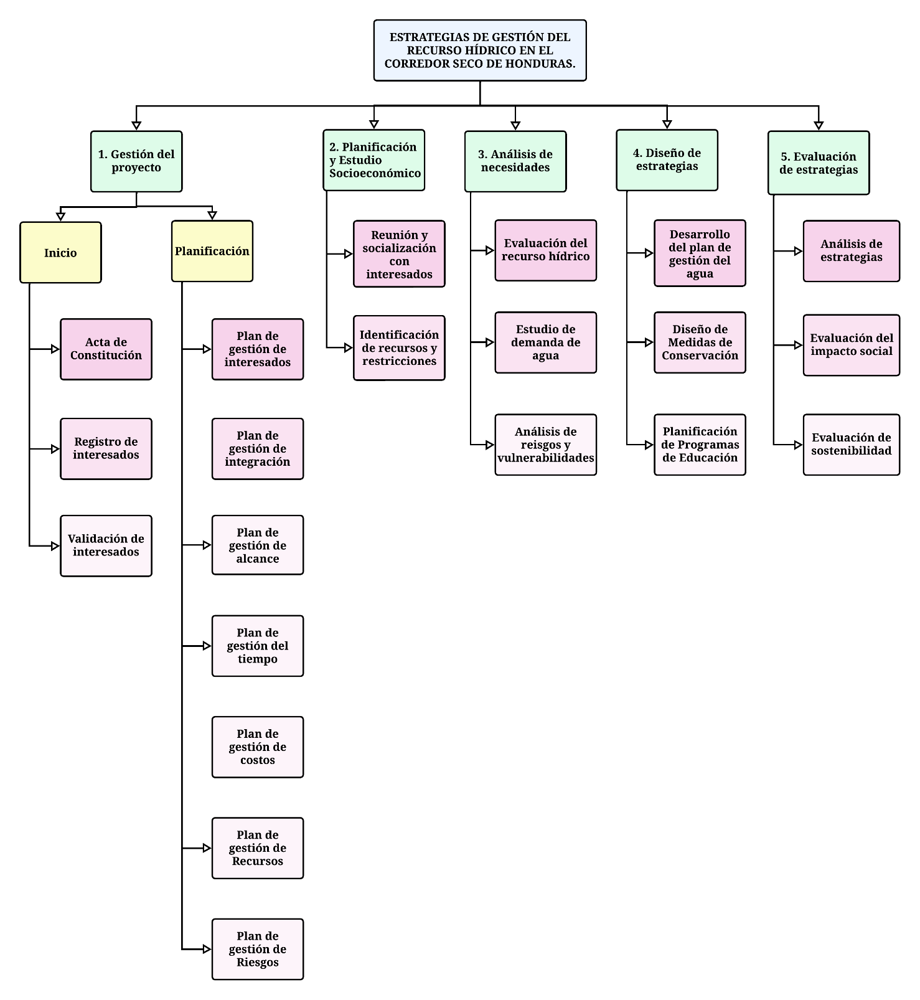 ESTRATEGIAS DE GESTIÓN DEL
RECURSO HÍDRICO EN EL
CORREDOR SECO DE HONDURAS.
1. Gestión del
proyecto
2. Planificación
y Estudio
Socioeconómico
3. Análisis de
necesidades
4. Diseño de
estrategias
5. Evaluación
de estrategias
Inicio
Planificación
Acta de
Constitución
Registro de
interesados
Validación de
interesados
Plan de
gestión de
interesados
Plan de
gestión de
integración
Plan de
gestión de
alcance
Plan de
gestión del
tiempo
Plan de
gestión de
costos
Plan de
gestión de
Recursos
Plan de
gestión de
Riesgos
Reunión y
socialización
con
interesados
Identificación
de recursos y
restricciones
Evaluación del
recurso hídrico
Estudio de
demanda de
agua
Análisis de
reisgos y
vulnerabilidades
Desarrollo
del plan de
gestión del
agua
Diseño de
Medidas de
Conservación
Planificación
de Programas
de Educación
Análisis de
estrategias
Evaluación del
impacto social
Evaluación de
sostenibilidad